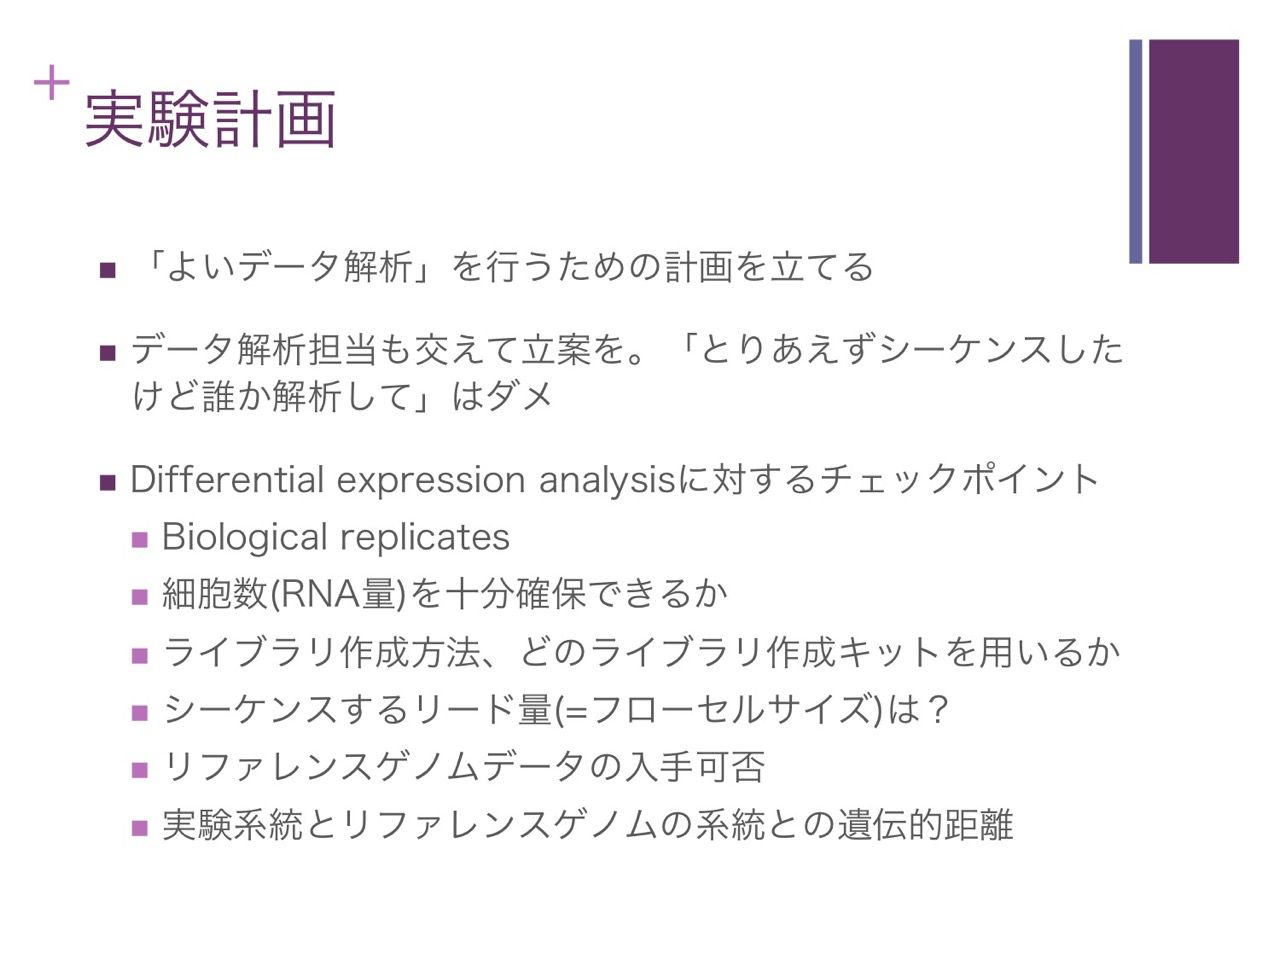 +
実験計画
「よいデータ解析」を行うための計画を立てる
データ解析担当も交えて立案を。「とりあえずシーケンスした
けど誰か解析して」はダメ
Differential expression analysisに対するチェックポイント
Biological replicates
細胞数(RNA量)を十分確保できるか
ライブラリ作成方法、どのライブラリ作成キットを用いるか
シーケンスするリード量(=フローセルサイズ)は？
リファレンスゲノムデータの入手可否
実験系統とリファレンスゲノムの系統との遺伝的距離